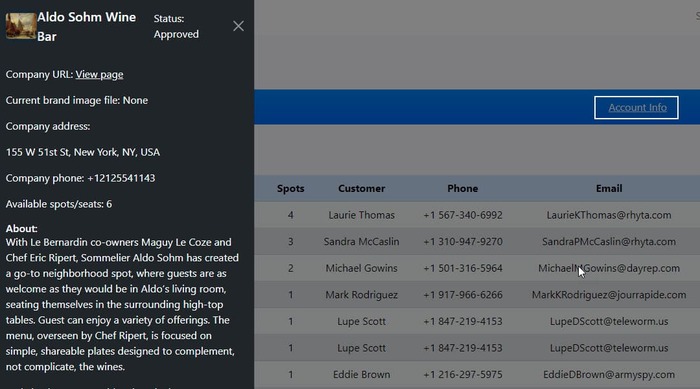 Aldo Sohm Wine
Bar
Status:
Approved
Company URL: View page
Current brand image file: None
Company address:
155 W 51st St, New York, NY, USA
Company phone: +12125541143
Available spots/seats: 6
About:
With Le Bernardin co-owners Maguy Le Coze and
Chef Eric Ripert, Sommelier Aldo Sohm has created
a go-to neighborhood spot, where guests are as
welcome as they would be in Aldo's living room,
seating themselves in the surrounding high-top
tables. Guest can enjoy a variety of offerings. The
menu, overseen by Chef Ripert, is focused on
simple, shareable plates designed to complement,
not complicate, the wines.
Account Info
Spots Customer Phone Email
4 Laurie Thomas +1 567-340-6992 LaurieKThomas@rhyta.com
3 Sandra McCaslin +1 310-947-9270 SandraPMcCaslin@rhyta.com
2 Michael Gowins +1 501-316-5964 MichaelMGowins@dayrep.com
1 Mark Rodriguez +1 917-966-6266 MarkKRodriguez@jourrapide.com
1 Lupe Scott +1 847-219-4153 LupeDScott@teleworm.us
1 Lupe Scott +1 847-219-4153 LupeDScott@teleworm.us
1 Eddie Brown +1 216-297-5975 EddieDBrown@armyspy.com